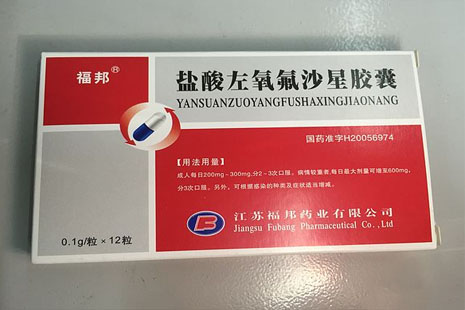 福邦®
盐酸左氧氟沙星胶囊
YANSUANZUOYANGFUSHAXINGJIAONANG
国药准字H20056974
【用法用量】
成人每日200mg~300mg,分2~3次口服，病情较重者,每日最大剂量可增至600mg,
分3次口服。另外，可根据感染的种类及症状适当增减。
0.1g/粒×12粒
江苏福邦药业有限公司
Jiangsu Fubang Pharmaceutical Co.,Ltd